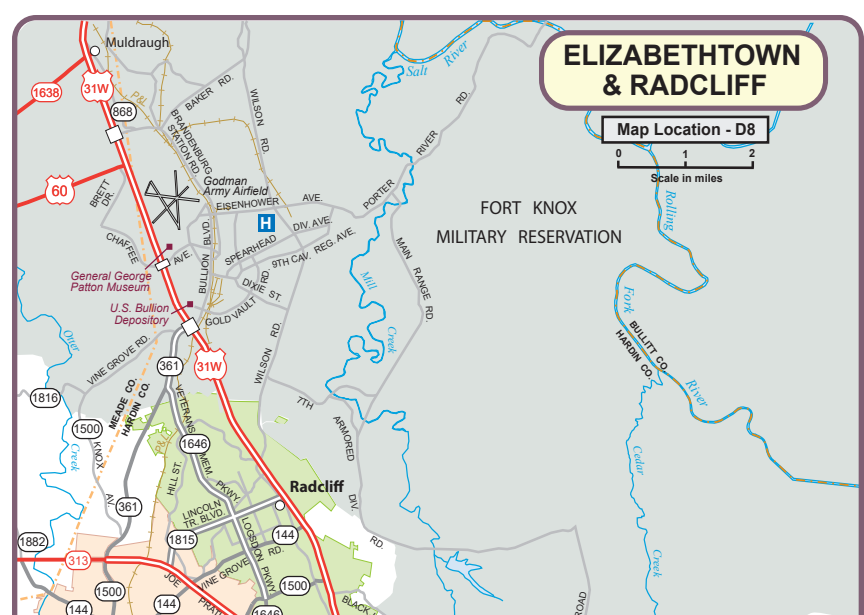 ELIZABETHTOWN
& RADCLIFF
Map Location - D8
0 1 2
Scale in miles
Muldraugh
Salt
River
1638
31W
P&L
BAKER RD.
WILSON
RD.
868
BRANDENBURG
STATION RD.
RIVER
RD.
PORTER
60
BRETT
DR.
Godman
Army Airfield
EISENHOWER
AVE.
H
FORT KNOX
MILITARY RESERVATION
Rolling
CHAFFEE
AVE.
BULLION
BLVD
SPEARHEAD
DIV. AVE.
9TH CAV. REG. AVE.
MAIN RANGE RD.
General George
Patton Museum
DIXIE ST.
RD.
U.S. Bullion
Depository
GOLD VAULT
Mill
Creek
Fork
BULLITT CO.
HARDIN CO.
River
Otter
VINE GROVE RD.
361
31W
WILSON
RD.
MEADE CO.
HARDIN CO.
1816
1500
KNOX
AV.
Creek
VETERANS
MEM.
PKWY.
1646
P&L
HILL ST.
7TH
ARMORED
DIV.
RD.
Cedar
Creek
Radcliff
361
LINCOLN
TR. BLVD.
LOGSDON PKWY
1882
1815
144
313
JOE
PRATHER
VINE GROVE
RD.
1500
1500
144
144
1646
BLACK
ROAD